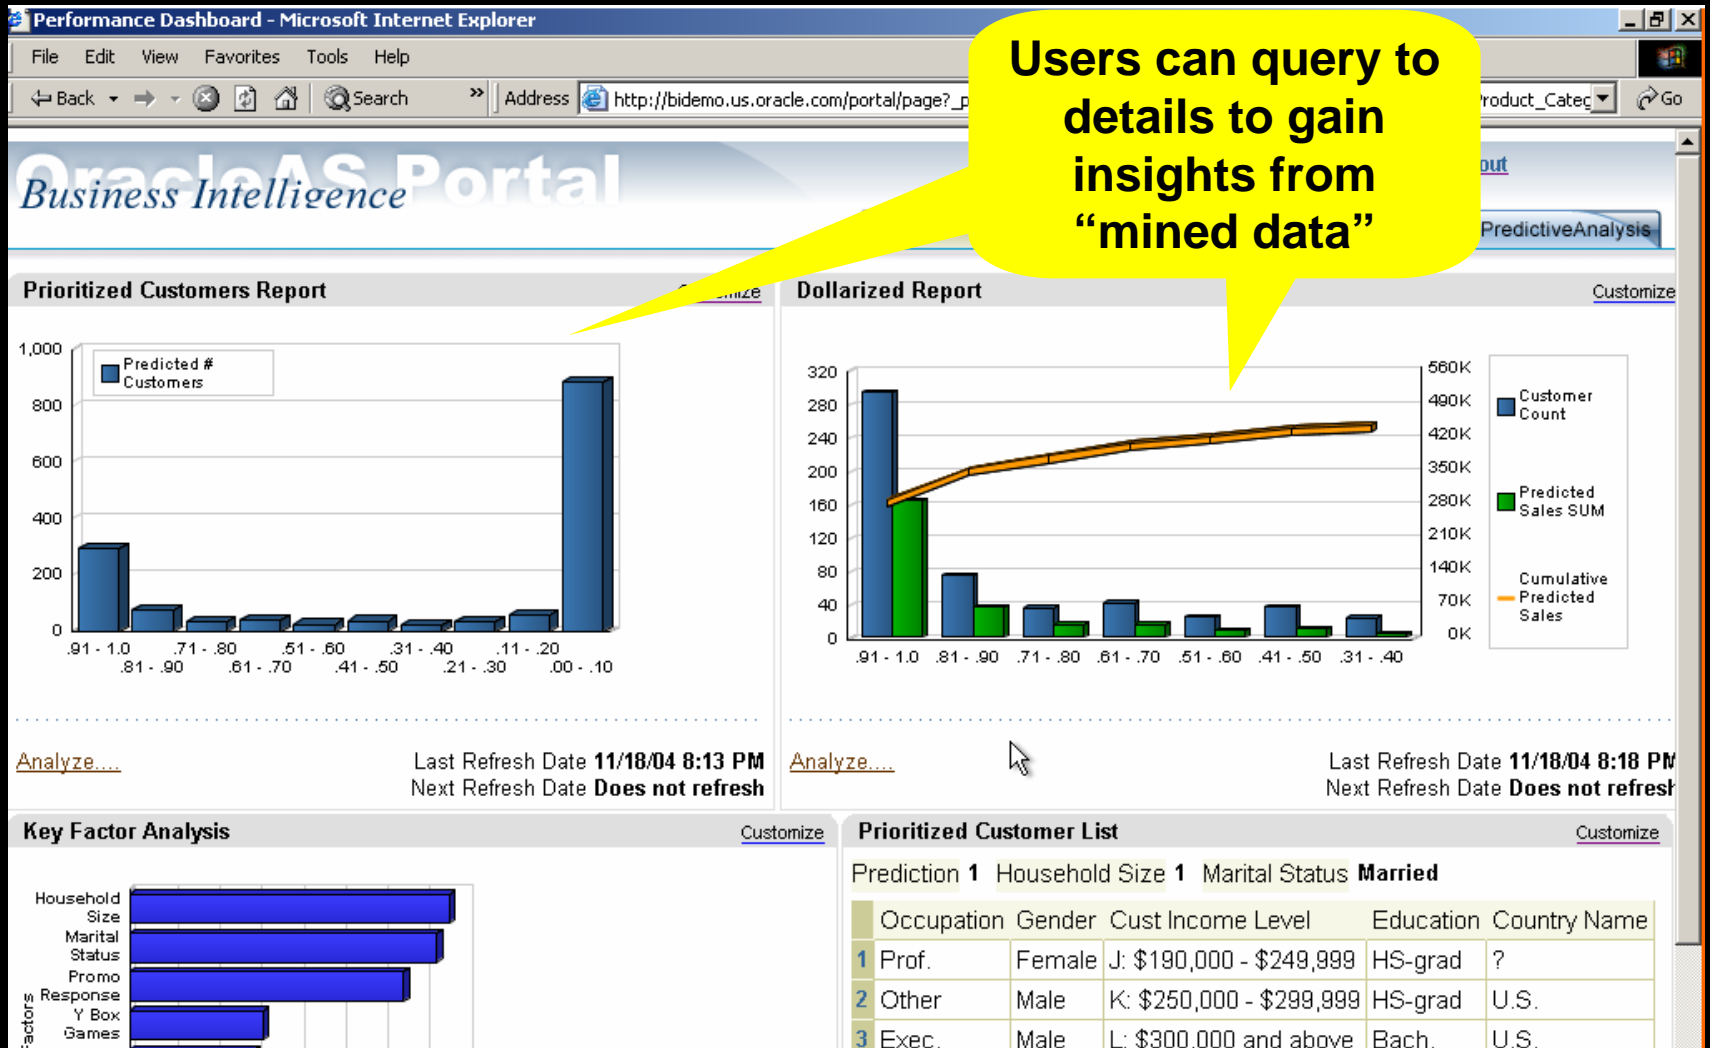 Performance Dashboard - Microsoft Internet Explorer
File Edit View Favorites Tools Help
Back Search » Address http://bidemo.us.oracle.com/portal/page?_p
Go
Users can query to
details to gain
insights from
“mined data”
OracleAS Portal
Business Intelligence
out
PredictiveAnalysis
Prioritized Customers Report
Predicted #
Customers
1,000
800
600
400
200
0
.91 - 1.0 .71 - .80 .51 - .60 .31 - .40 .11 - .20
.81 - .90 .61 - .70 .41 - .50 .21 - .30 .00 - .10
Analyze....
Last Refresh Date 11/18/04 8:13 PM
Next Refresh Date Does not refresh
Dollarized Report Customize
320
280
240
200
160
120
80
40
0
560K
490K
420K
350K
280K
210K
140K
70K
0K
Customer
Count
Predicted
Sales SUM
Cumulative
Predicted
Sales
.91 - 1.0 .81 - .90 .71 - .80 .61 - .70 .51 - .60 .41 - .50 .31 - .40
Analyze....
Last Refresh Date 11/18/04 8:18 PM
Next Refresh Date Does not refresh
Key Factor Analysis Customize
Household
Size
Marital
Status
Promo
Response
Y Box
Games
Factors
Prioritized Customer List Customize
Prediction 1 Household Size 1 Marital Status Married
Occupation Gender Cust Income Level Education Country Name
1 Prof. Female J: $190,000 - $249,999 HS-grad ?
2 Other Male K: $250,000 - $299,999 HS-grad U.S.
3 Exec. Male L: $300,000 and above Bach. U.S.